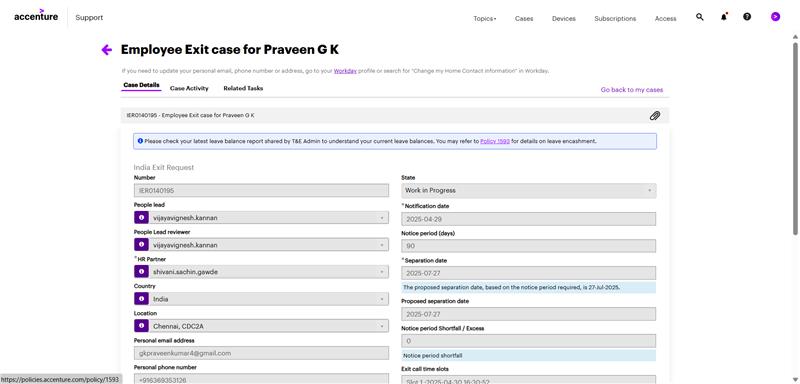 accenture
Support
Topics
Cases
Devices
Subscriptions
Access
Employee Exit case for Praveen G K
If you need to update your personal email, phone number or address, go to your Workday profile or search for "Change my Home Contact information" in Workday.
Case Details
Case Activity
Related Tasks
Go back to my cases
IER0140195 - Employee Exit case for Praveen G K
Please check your latest leave balance report shared by T&E Admin to understand your current leave balances. You may refer to Policy 1593 for details on leave encashment.
India Exit Request
Number
IER0140195
People lead
vijayavignesh.kannan
People Lead reviewer
vijayavignesh.kannan
*HR Partner
shivani.sachin.gawde
Country
India
Location
Chennai, CDC2A
Personal email address
gkpraveenkumar4@gmail.com
Personal phone number
+916369353126
State
Work in Progress
*Notification date
2025-04-29
Notice period (days)
90
*Separation date
2025-07-27
The proposed separation date, based on the notice period required, is 27-Jul-2025.
Proposed separation date
2025-07-27
Notice period Shortfall / Excess
0
Notice period shortfall
Exit call time slots
Slot 1 :2025-04-30 16:30:52
https://policies.accenture.com/policy/1593